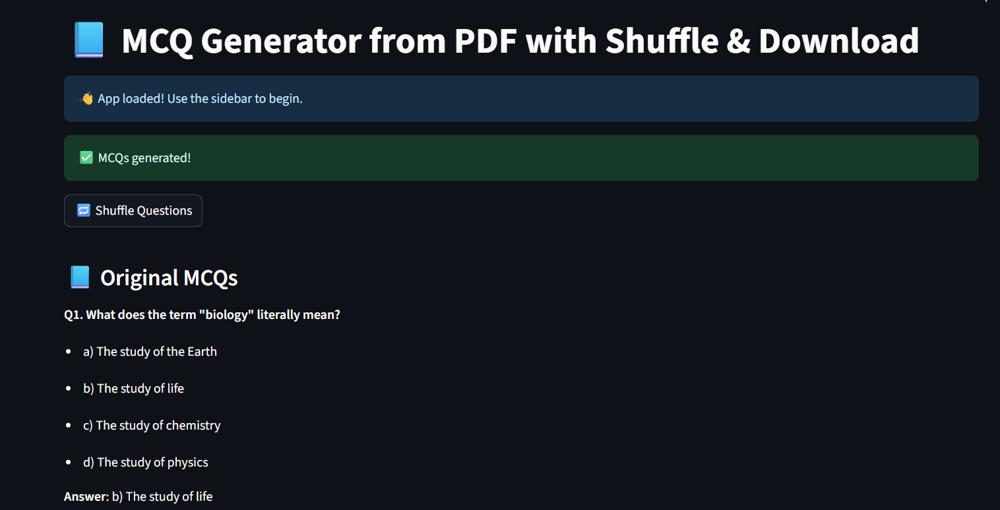 MCQ Generator from PDF with Shuffle & Download
App loaded! Use the sidebar to begin.
MCQs generated!
Shuffle Questions
Original MCQs
Q1. What does the term "biology" literally mean?
• a) The study of the Earth
• b) The study of life
• c) The study of chemistry
• d) The study of physics
Answer: b) The study of life